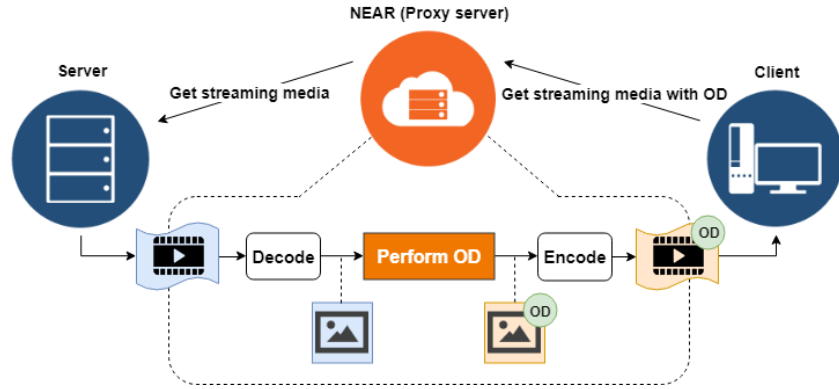 NEAR (Proxy server)
Server
Client
Get streaming media
Get streaming media with OD
OD
Decode
Perform OD
Encode
OD